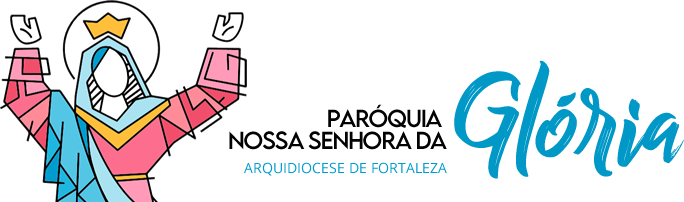 PARÓQUIA
NOSSA SENHORA DA
Glória
ARQUIDIOCESE DE FORTALEZA